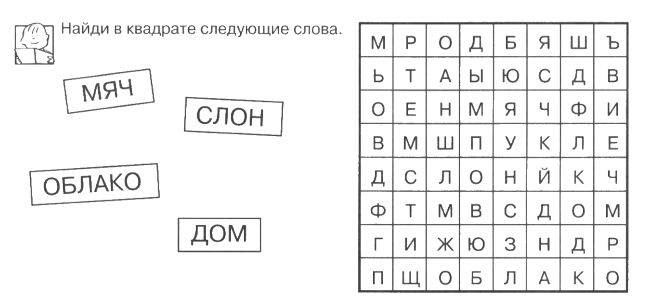 Найди в квадрате следующие слова.
МЯЧ
СЛОН
ОБЛАКО
ДОМ
М Р О Д Б Я Ш Ъ
Ь Т А Ы Ю С Д В
О Е Н М Я Ч Ф И
В М Ш П У К Л Е
Д С Л О Н Й К Ч
Ф Т М В С Д О М
Г И Ж Ю З Н Д Р
П Щ О Б Л А К О